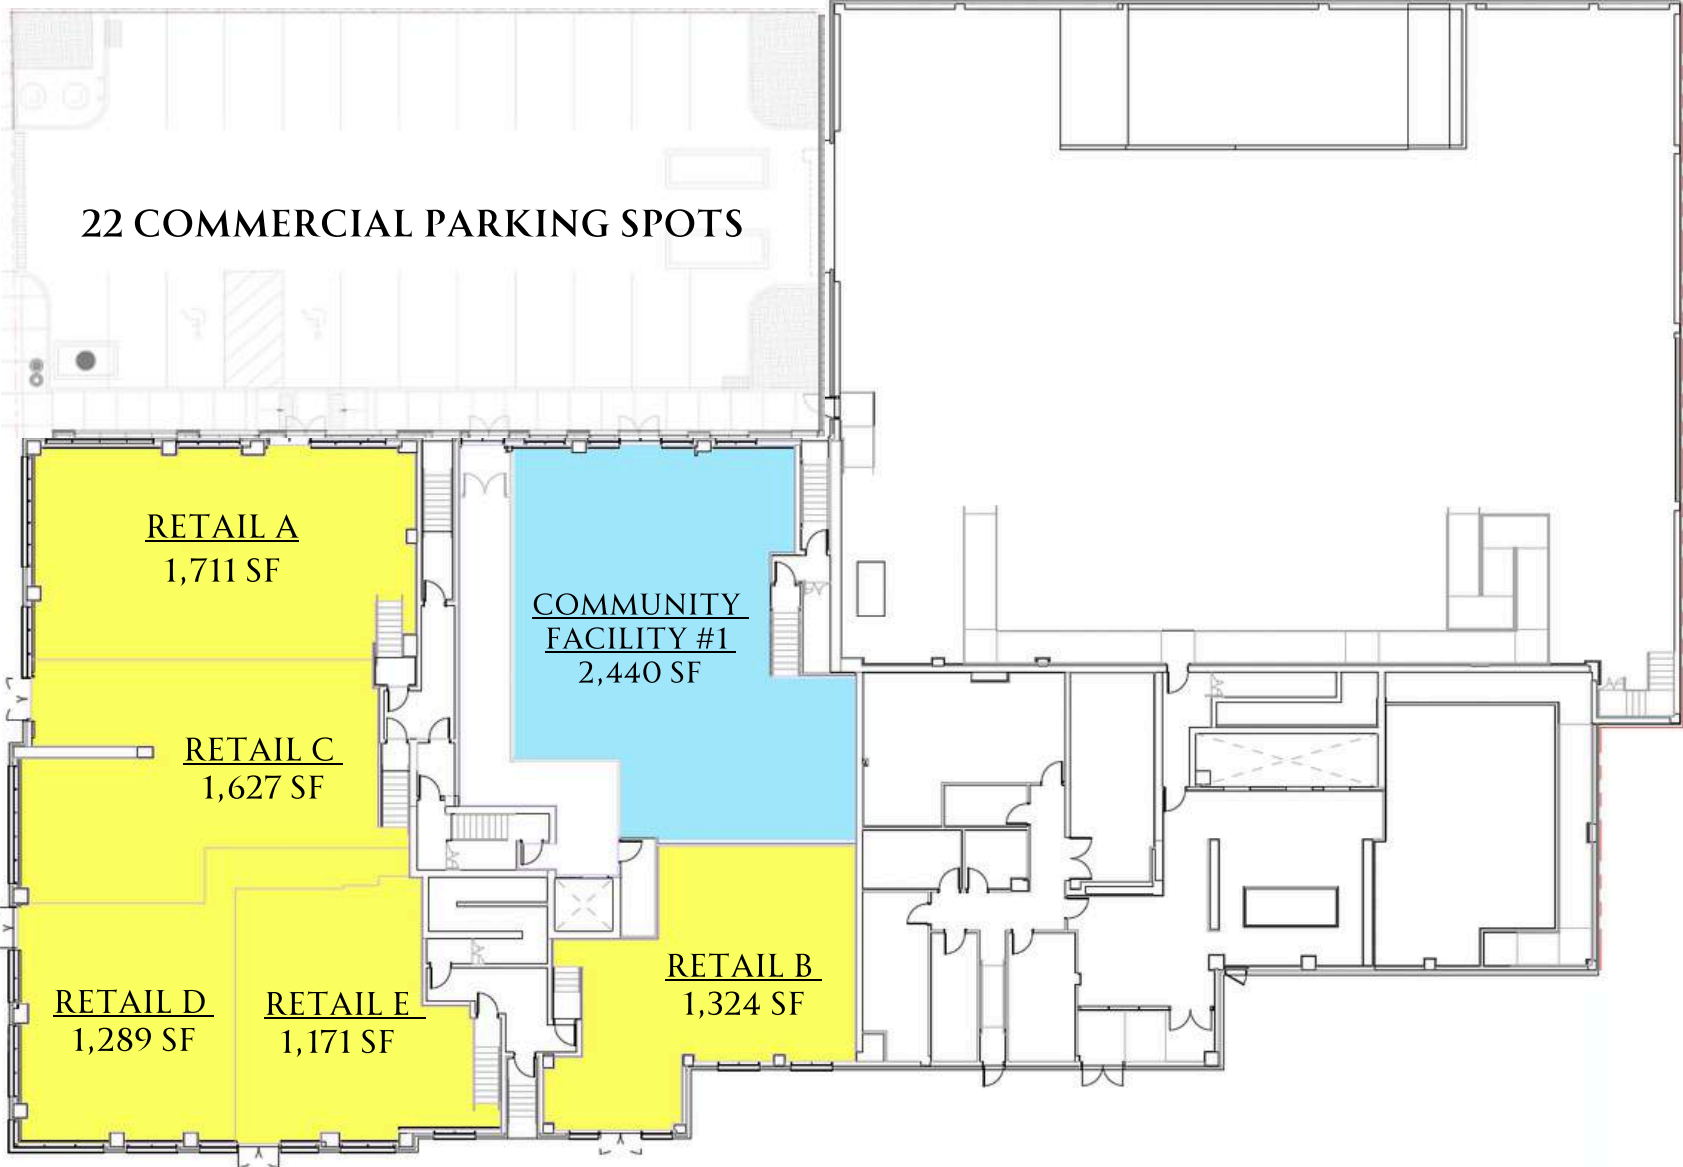 22 COMMERCIAL PARKING SPOTS
RETAIL A
1,711 SF
COMMUNITY
FACILITY #1
2,440 SF
RETAIL C
1,627 SF
RETAIL B
1,324 SF
RETAIL D
1,289 SF
RETAIL E
1,171 SF